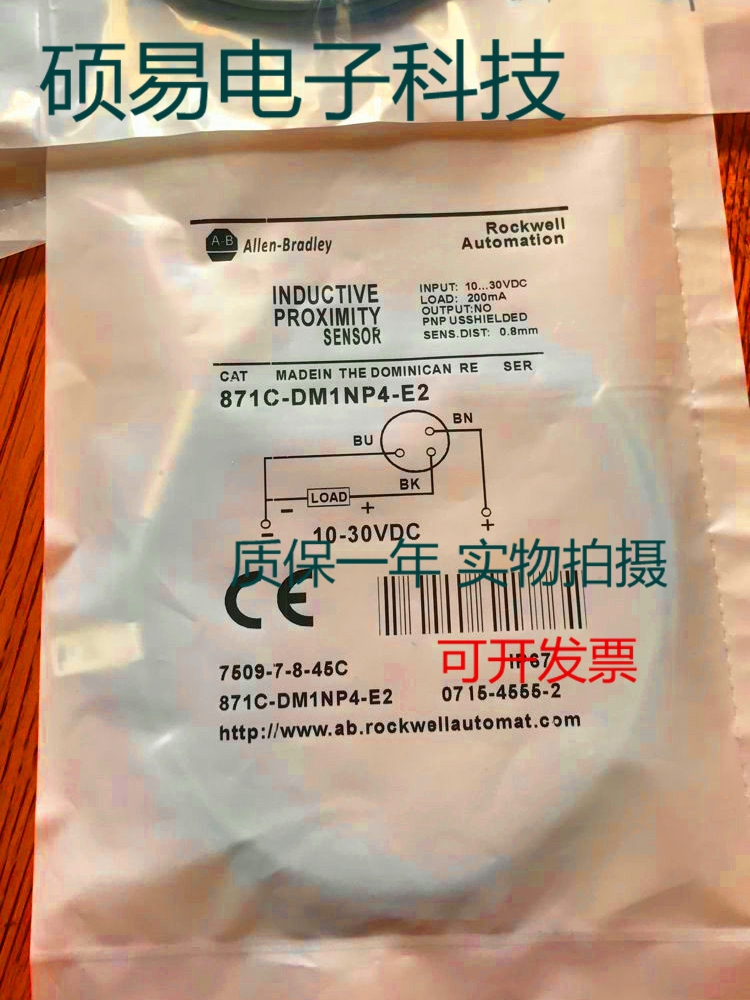 硕易电子科技
A-B Allen-Bradley
Rockwell
Automation
INDUCTIVE
PROXIMITY
SENSOR
INPUT: 10...30VDC
LOAD: 200mA
OUTPUT:NO
PNP USSHIELDED
SENS.DIST: 0.8mm
CAT MADEIN THE DOMINICAN RE SER
871C-DM1NP4-E2
BN
BU
BK
LOAD
- +
- +
10-30VDC
质保一年 实物拍摄
CE
可开发票
IP67
7509-7-8-45C
871C-DM1NP4-E2 0715-4555-2
http://www.ab.rockwellautomat.com